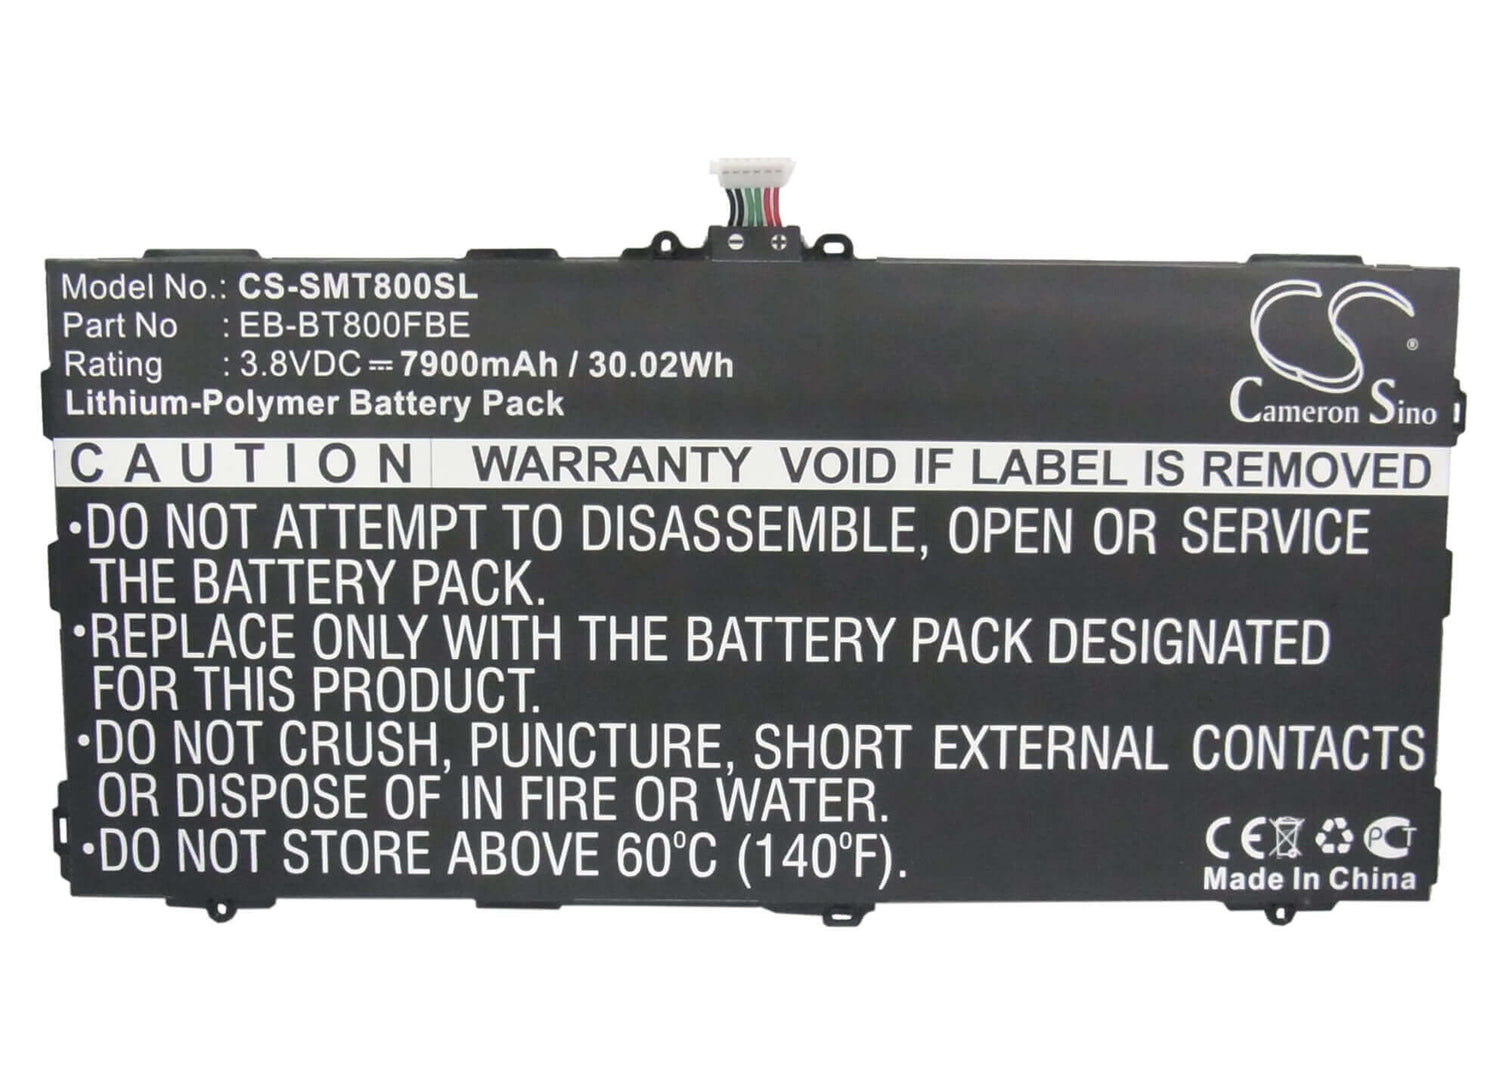 Model No.: CS-SMT800SL
Part No : EB-BT800FBE
Rating : 3.8VDC ⎓ 7900mAh / 30.02Wh
Lithium-Polymer Battery Pack
CS ®
Cameron Sino
CAUTION WARRANTY VOID IF LABEL IS REMOVED
•DO NOT ATTEMPT TO DISASSEMBLE, OPEN OR SERVICE
THE BATTERY PACK.
•REPLACE ONLY WITH THE BATTERY PACK DESIGNATED
FOR THIS PRODUCT.
•DO NOT CRUSH, PUNCTURE, SHORT EXTERNAL CONTACTS
OR DISPOSE OF IN FIRE OR WATER.
•DO NOT STORE ABOVE 60°C (140°F).
CE PCT
Made In China